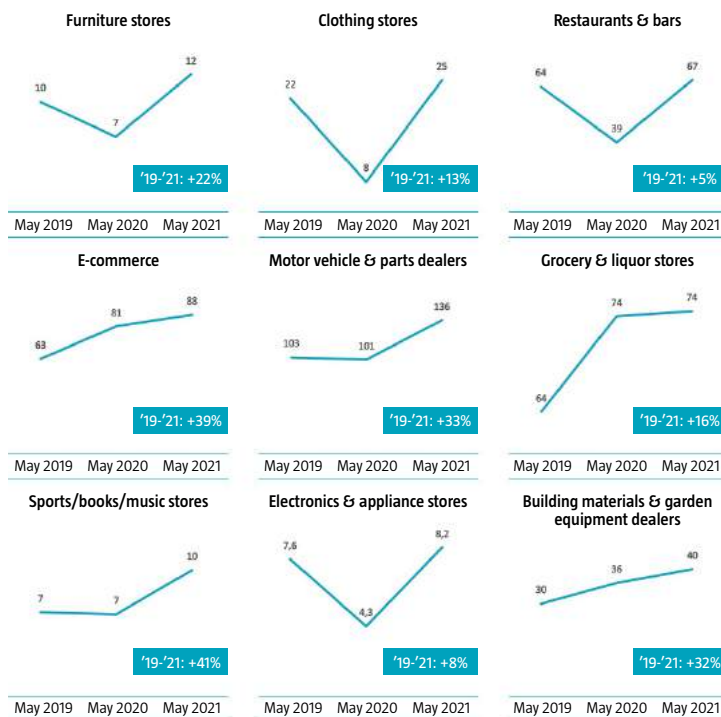 Furniture stores
10
7
12
'19-'21: +22%
May 2019 May 2020 May 2021
Clothing stores
22
8
25
'19-'21: +13%
May 2019 May 2020 May 2021
Restaurants & bars
64
39
67
'19-'21: +5%
May 2019 May 2020 May 2021
E-commerce
63
81
88
'19-'21: +39%
May 2019 May 2020 May 2021
Motor vehicle & parts dealers
103
101
136
'19-'21: +33%
May 2019 May 2020 May 2021
Grocery & liquor stores
64
74
74
'19-'21: +16%
May 2019 May 2020 May 2021
Sports/books/music stores
7
7
10
'19-'21: +41%
May 2019 May 2020 May 2021
Electronics & appliance stores
7,6
4,3
8,2
'19-'21: +8%
May 2019 May 2020 May 2021
Building materials & garden
equipment dealers
30
36
40
'19-'21: +32%
May 2019 May 2020 May 2021